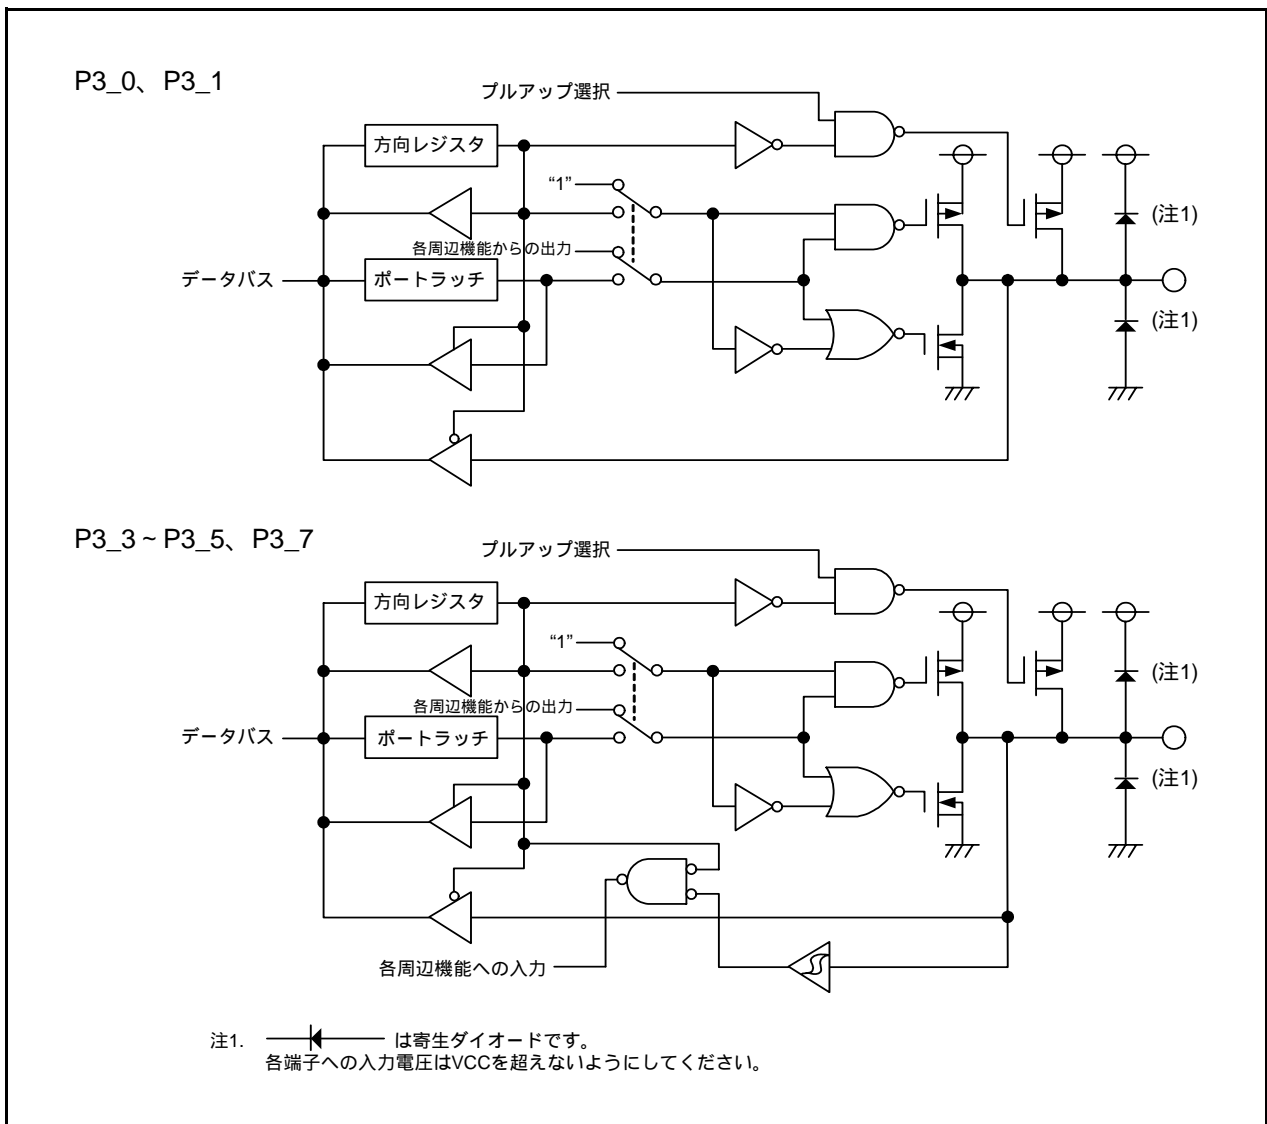 P3_0、P3_1
プルアップ選択
方向レジスタ
“1”
(注1)
各周辺機能からの出力
データバス
ポートラッチ
(注1)
P3_3~P3_5、P3_7
プルアップ選択
方向レジスタ
“1”
(注1)
各周辺機能からの出力
データバス
ポートラッチ
(注1)
各周辺機能への入力
注1. は寄生ダイオードです。
各端子への入力電圧はVCCを超えないようにしてください。